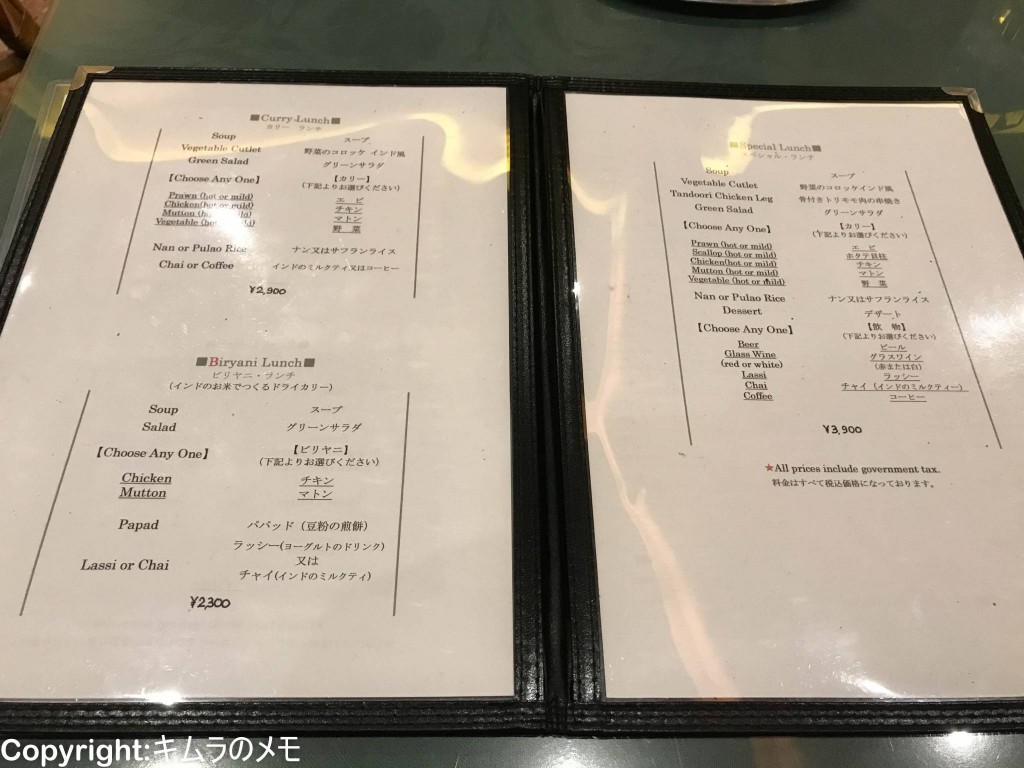 ■Curry Lunch■
カリー ランチ
Soup スープ
Vegetable Cutlet 野菜のコロッケ インド風
Green Salad グリーンサラダ
【Choose Any One】 【カリー】
(下記よりお選びください)
Prawn (hot or mild) エ ビ
Chicken(hot or mild) チキン
Mutton (hot or mild) マトン
Vegetable (hot or mild) 野 菜
Nan or Pulao Rice ナン又はサフランライス
Chai or Coffee インドのミルクティ又はコーヒー
¥2,900
■Biryani Lunch■
ビリヤニ・ランチ
(インドのお米でつくるドライカリー)
Soup スープ
Salad グリーンサラダ
【Choose Any One】 【ビリヤニ】
(下記よりお選びください)
Chicken チキン
Mutton マトン
Papad パパッド (豆粉の煎餅)
Lassi or Chai ラッシー(ヨーグルトのドリンク)
又は
チャイ(インドのミルクティ)
¥2,300
■Special Lunch■
スペシャル・ランチ
Soup スープ
Vegetable Cutlet 野菜のコロッケインド風
Tandoori Chicken Leg 骨付きトリモモ肉の串焼き
Green Salad グリーンサラダ
【Choose Any One】 【カリー】
(下記よりお選びください)
Prawn (hot or mild) エ ビ
Scallop (hot or mild) ホタテ貝柱
Chicken(hot or mild) チキン
Mutton (hot or mild) マトン
Vegetable (hot or mild) 野 菜
Nan or Pulao Rice ナン又はサフランライス
Dessert デザート
【Choose Any One】 【飲 物】
(下記よりお選びください)
Beer ビール
Glass Wine グラスワイン
(red or white) (赤または白)
Lassi ラッシー
Chai チャイ (インドのミルクティー)
Coffee コーヒー
¥3,900
★All prices include government tax.
料金はすべて税込価格になっております。
Copyright:キムラのメモ